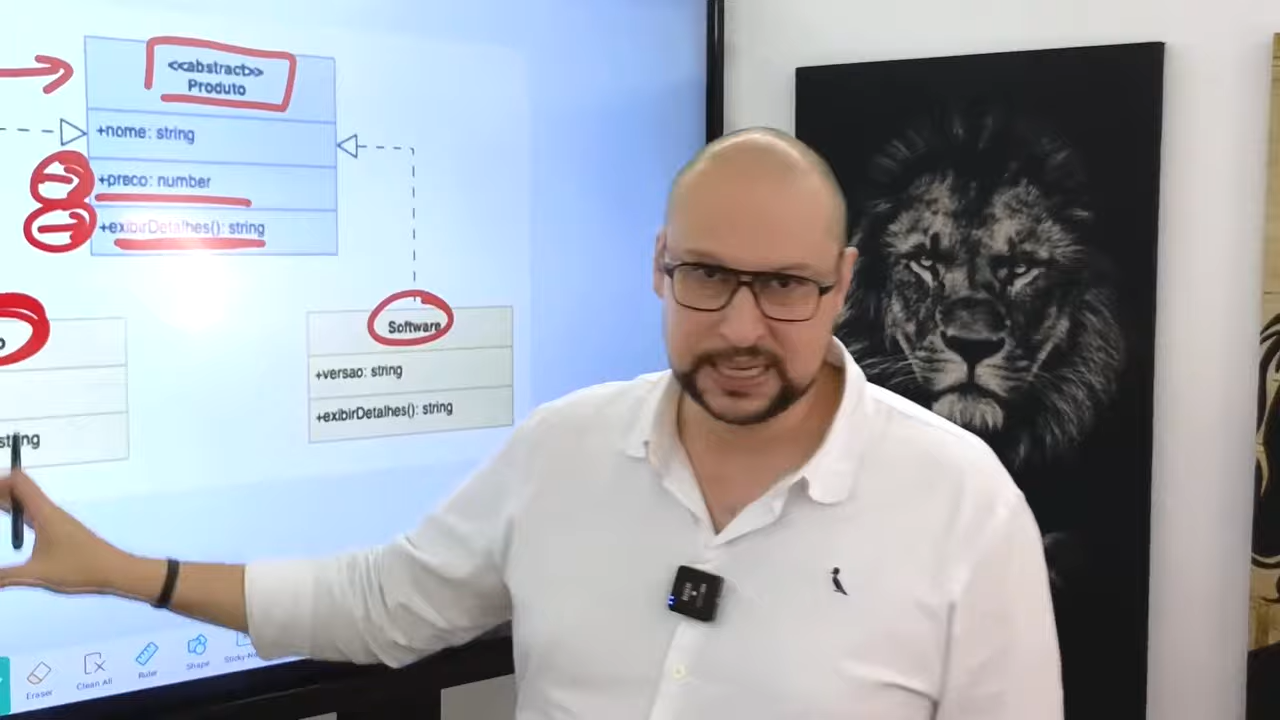 <<abstract>>
Produto
+nome: string
+preco: number
+exibirDetalhes(): string
Software
+versao: string
+exibirDetalhes(): string
o
string
Eraser
Clean All
Ruler
Shape